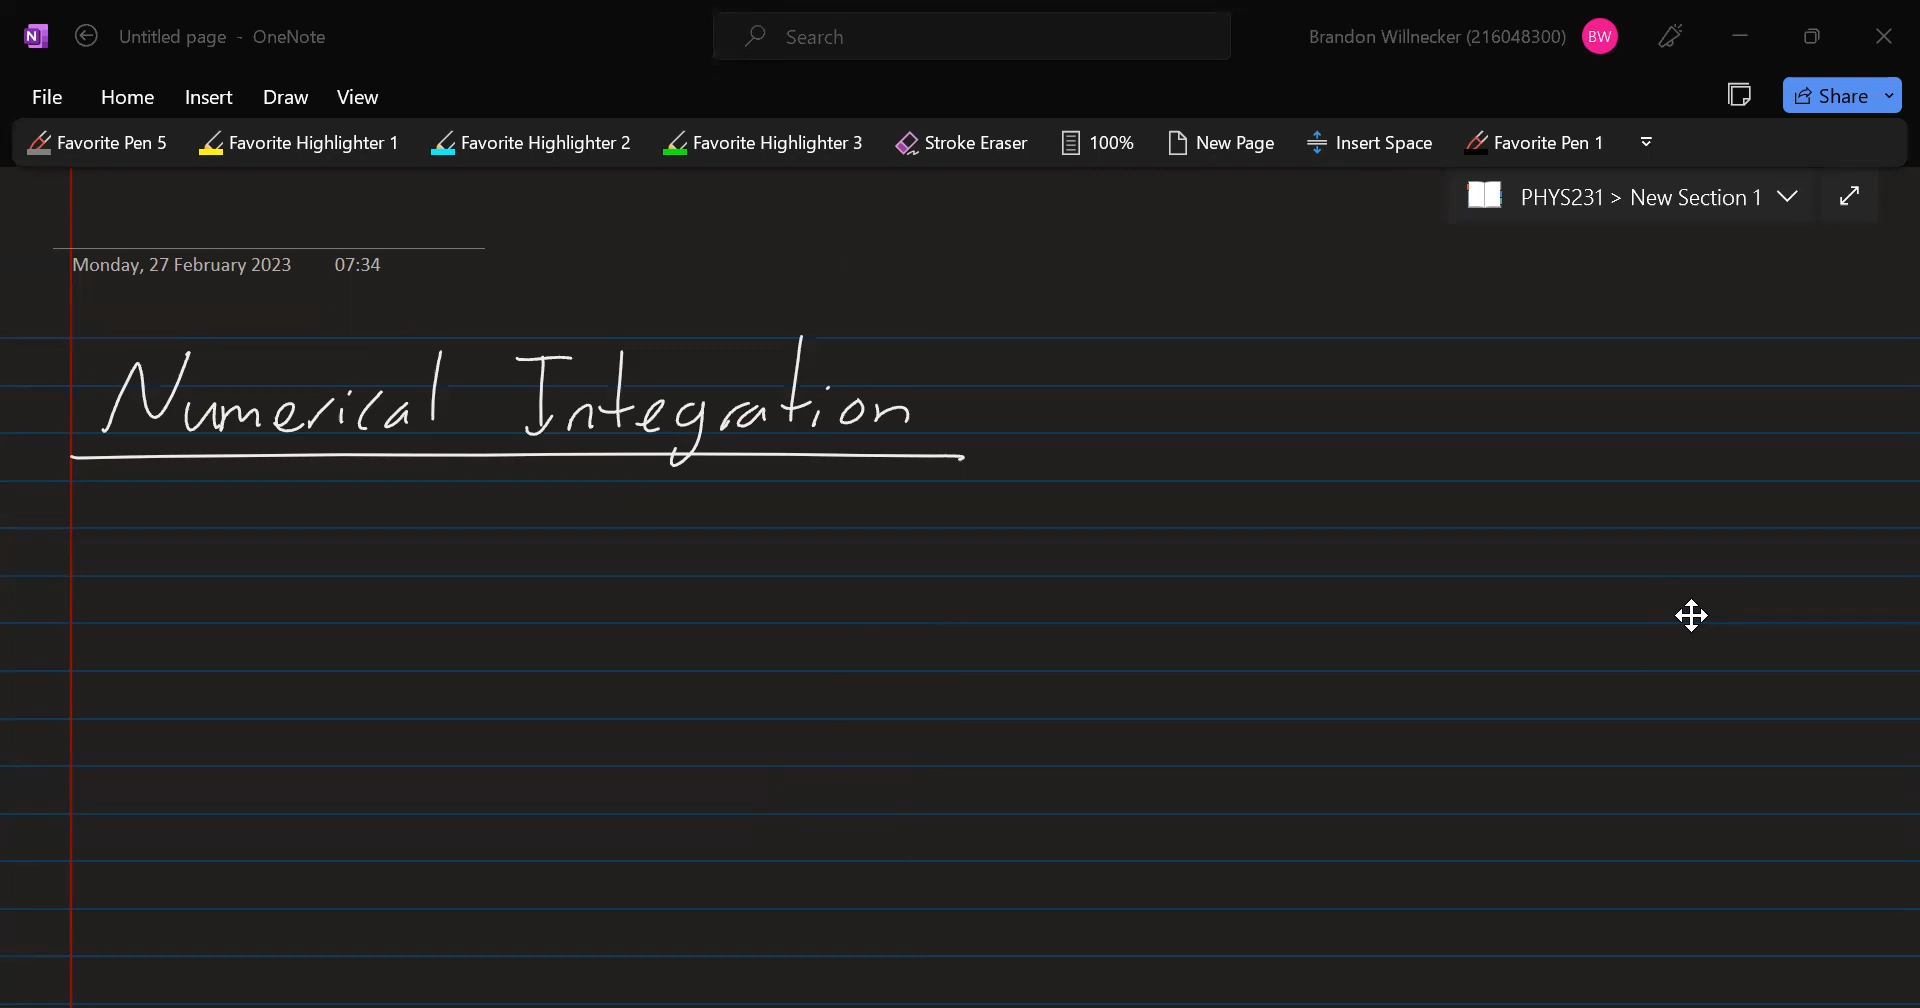 N Untitled page - OneNote Search Brandon Willnecker (216048300) BW
File Home Insert Draw View Share
Favorite Pen 5 Favorite Highlighter 1 Favorite Highlighter 2 Favorite Highlighter 3 Stroke Eraser 100% New Page Insert Space Favorite Pen 1
PHYS231 > New Section 1
Monday, 27 February 2023 07:34
Numerical Integration